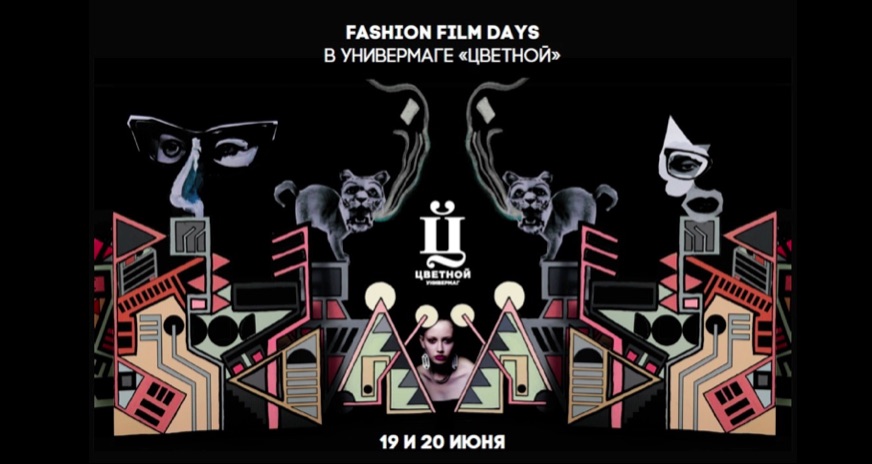 FASHION FILM DAYS
В УНИВЕРМАГЕ «ЦВЕТНОЙ»
Ц
ЦВЕТНОЙ
УНИВЕРМАГ
19 И 20 ИЮНЯ